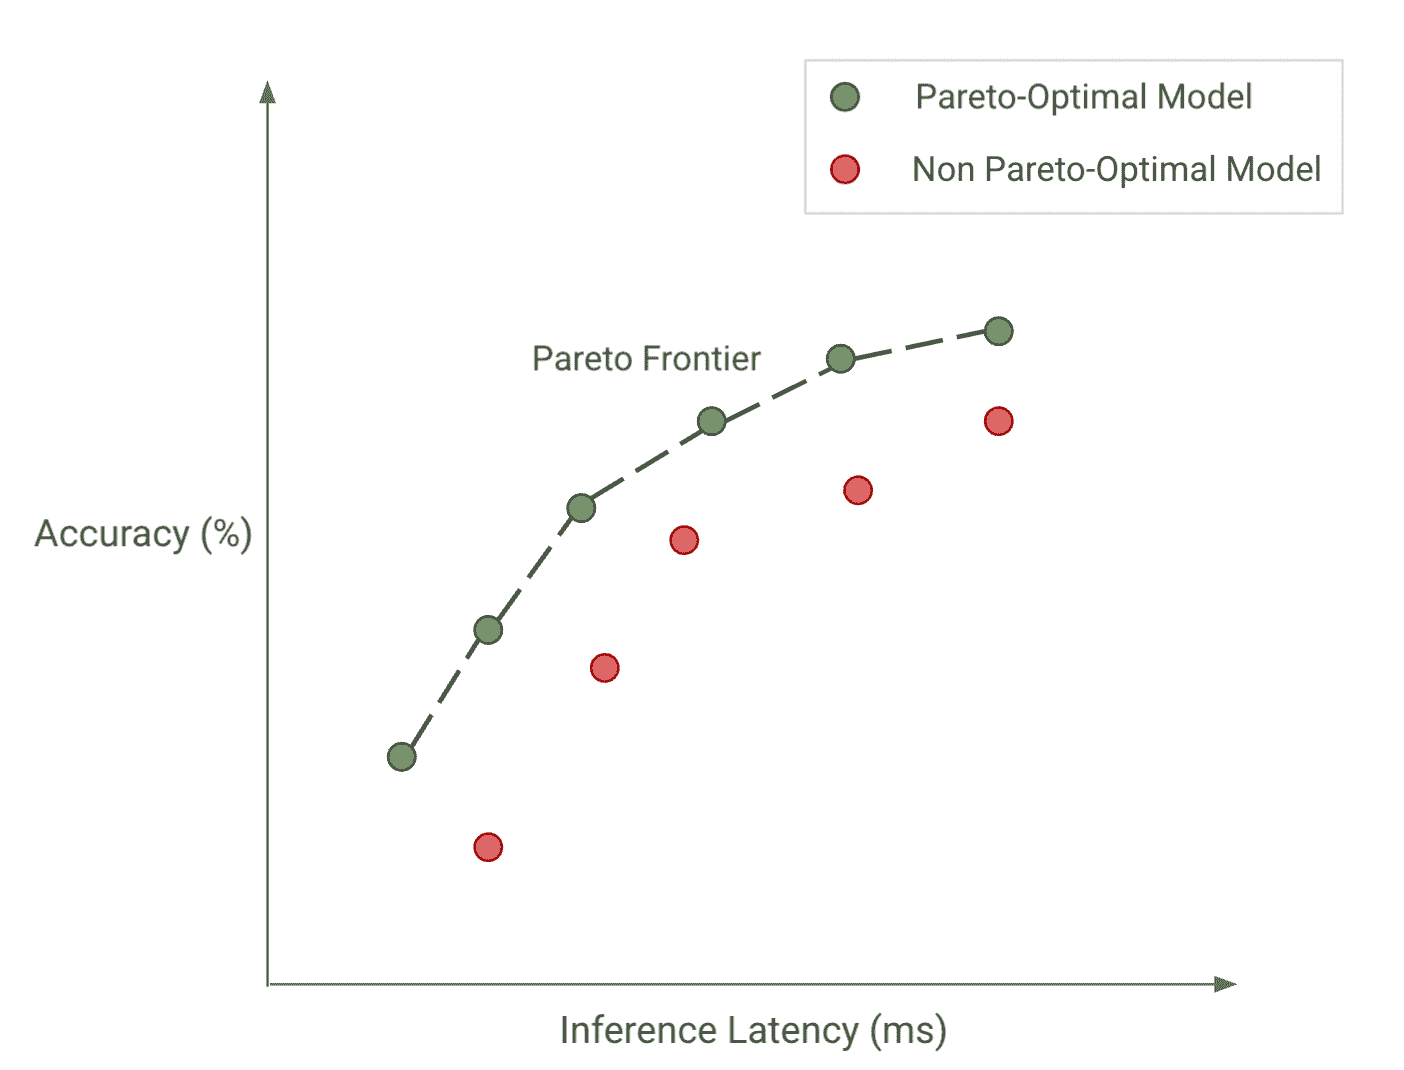 Pareto-Optimal Model
Non Pareto-Optimal Model
Pareto Frontier
Accuracy (%)
Inference Latency (ms)